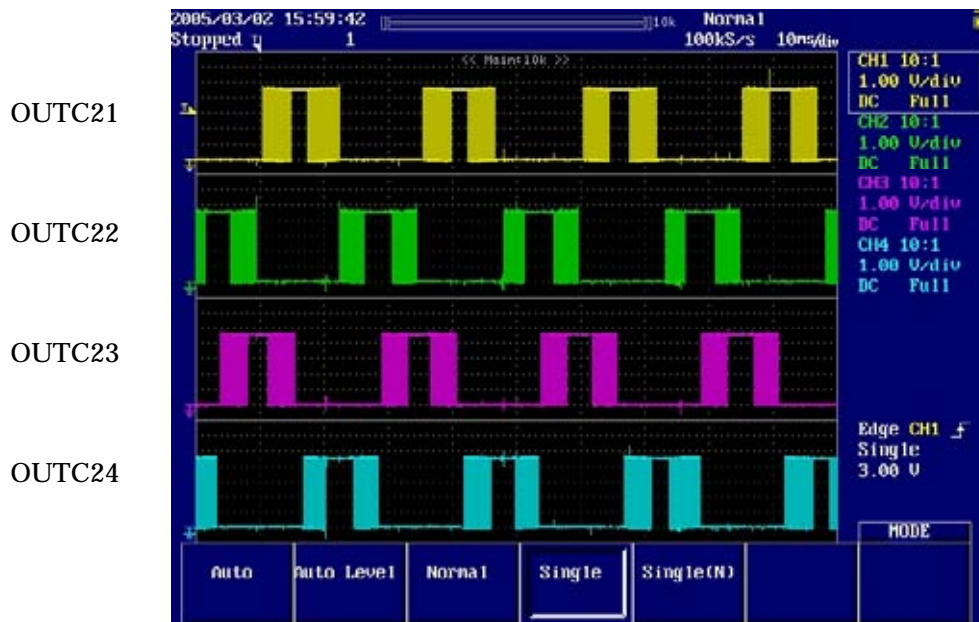 2005/03/02 15:59:42 10k Normal
Stopped 1 100kS/s 10ms/div
<< Main:10k >>
CH1 10:1
1.00 V/div
DC Full
CH2 10:1
1.00 V/div
DC Full
CH3 10:1
1.00 V/div
DC Full
CH4 10:1
1.00 V/div
DC Full
OUTC21
OUTC22
OUTC23
OUTC24
Edge CH1
Single
3.00 V
MODE
Auto
Auto Level
Normal
Single
Single(N)